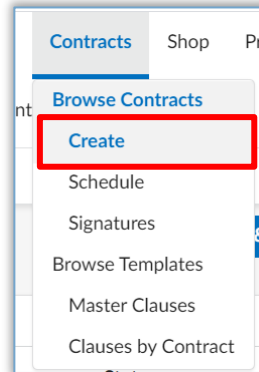 Contracts Shop
Browse Contracts
Create
Schedule
Signatures
Browse Templates
Master Clauses
Clauses by Contract